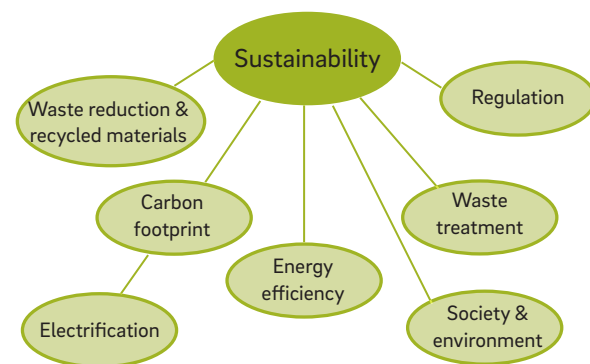 Sustainability
Waste reduction &
recycled materials
Regulation
Carbon
footprint
Waste
treatment
Energy
efficiency
Electrification
Society &
environment